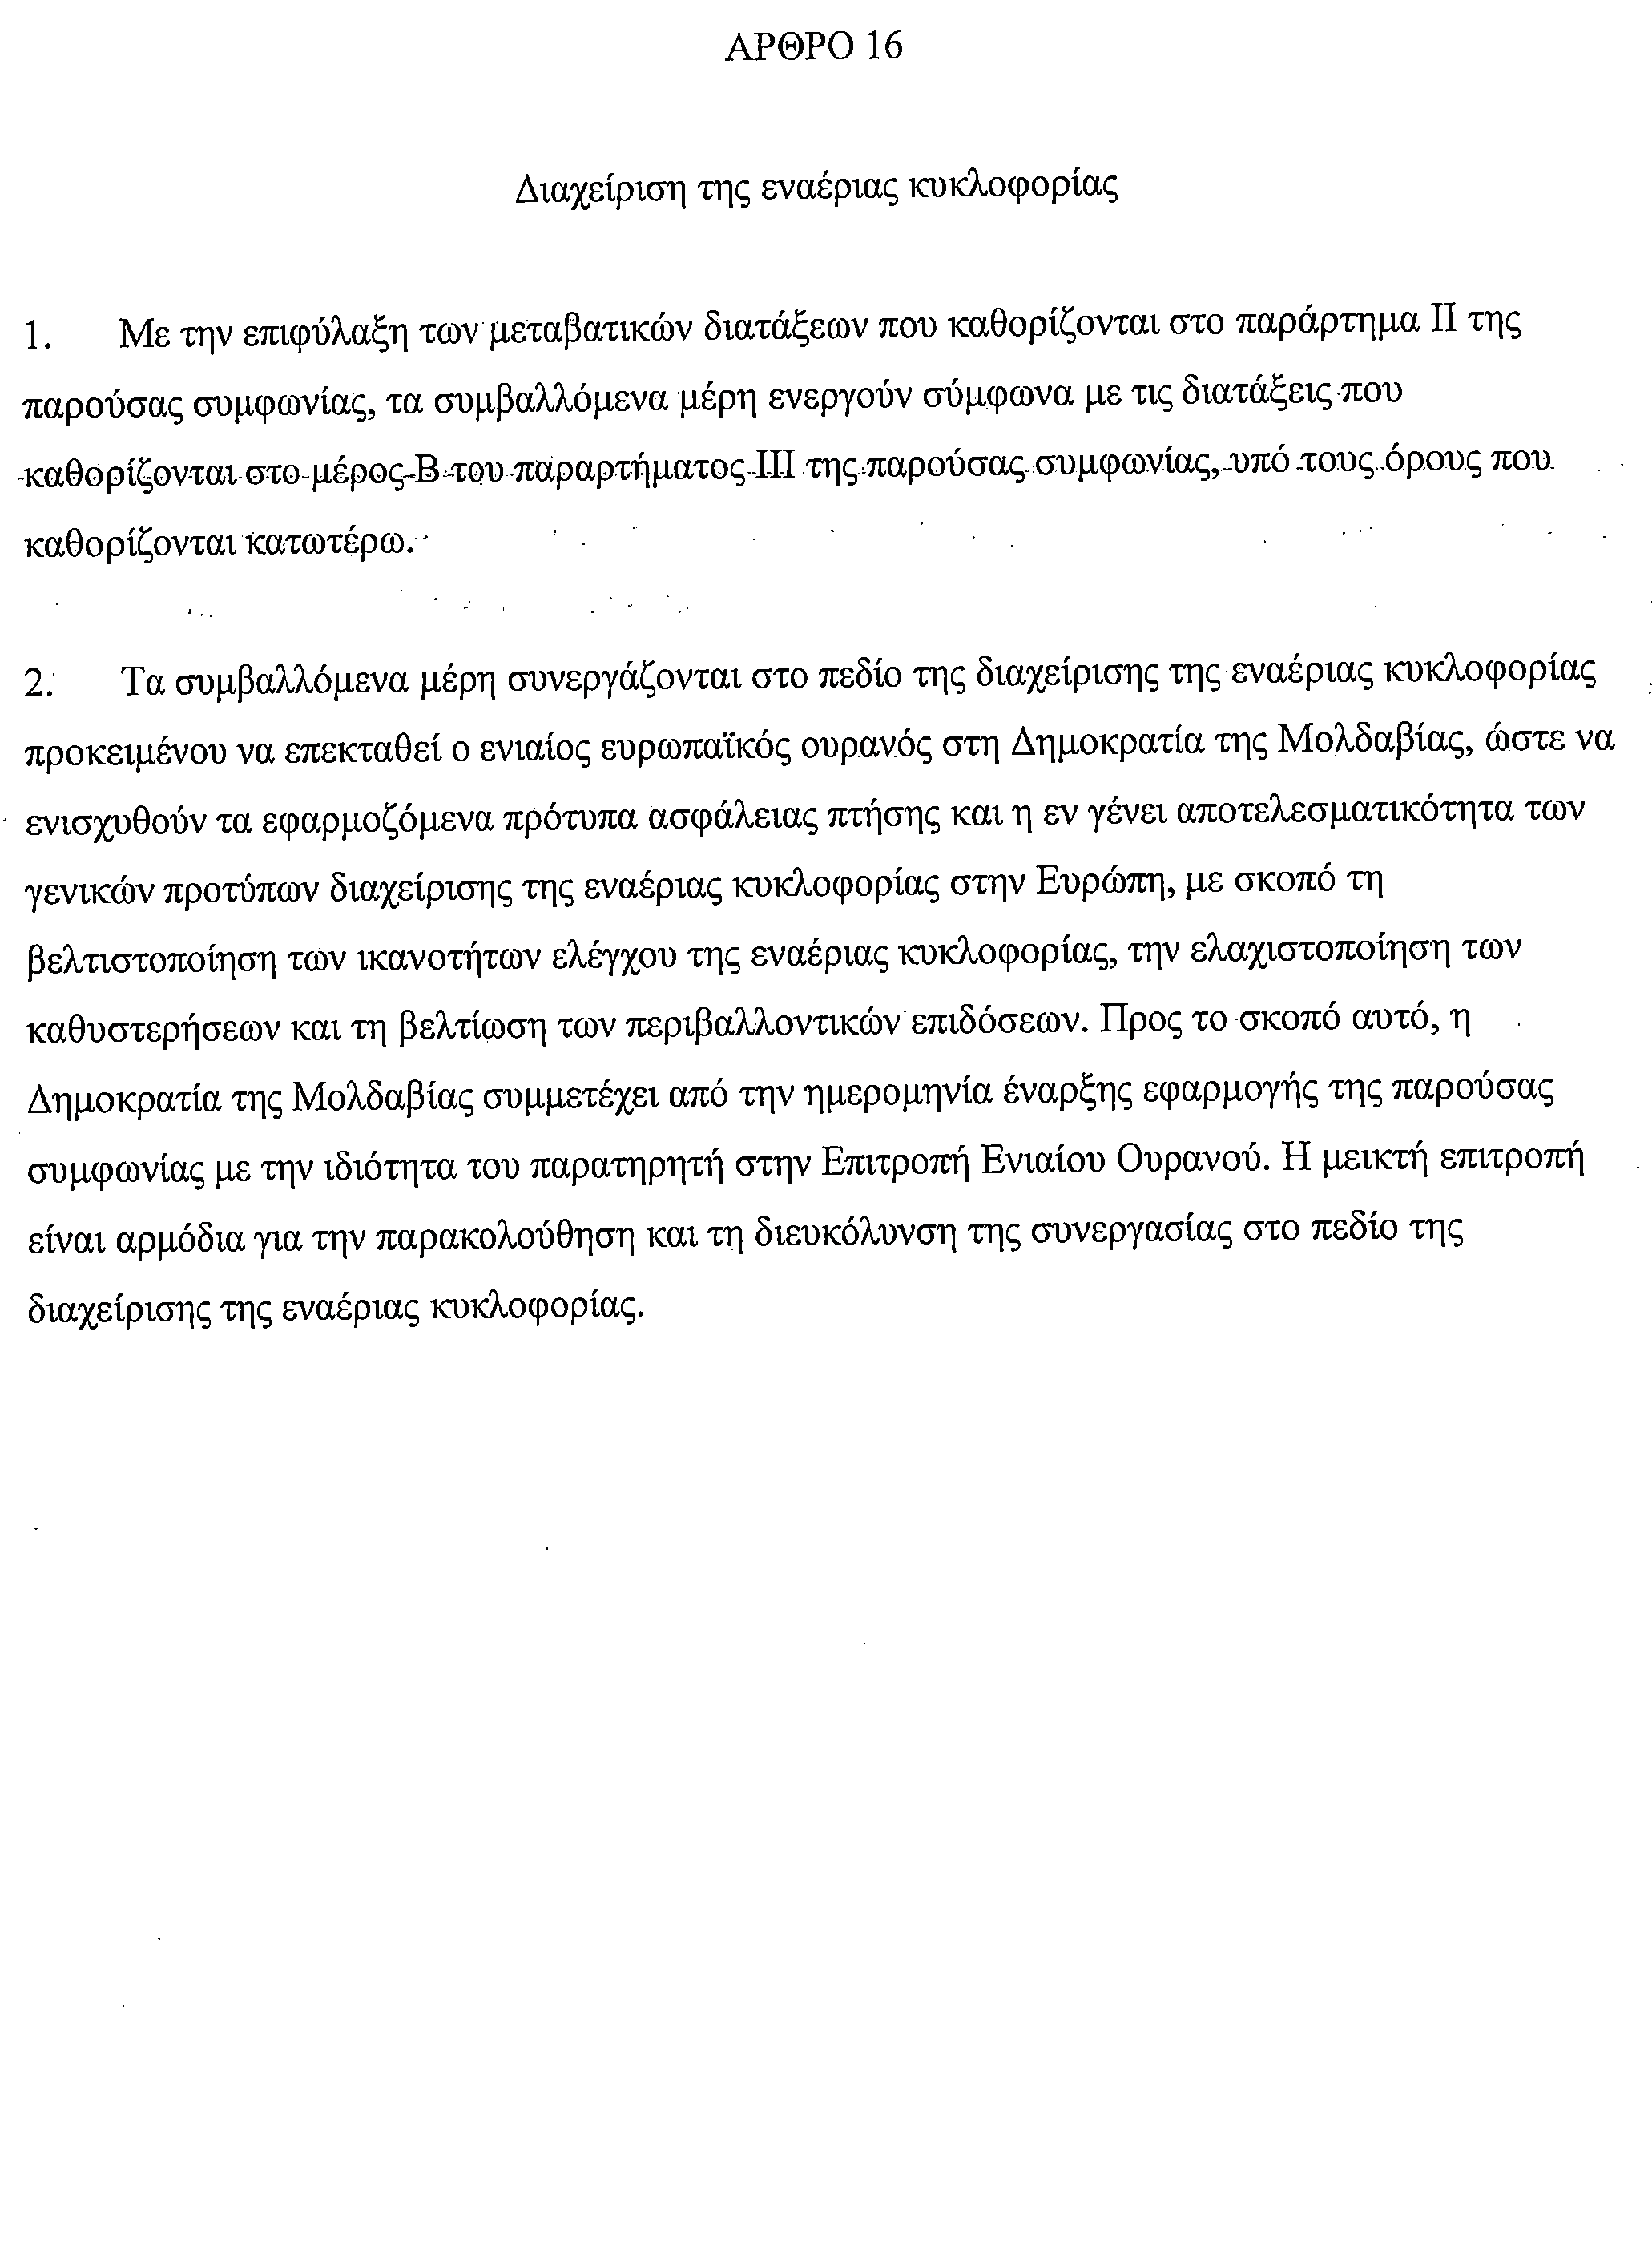 ΑΡΘΡΟ 16
Διαχείριση της εναέριας κυκλοφορίας
1. Με την επιφύλαξη των μεταβατικών διατάξεων που καθορίζονται στο παράρτημα II της
παρούσας συμφωνίας, τα συμβαλλόμενα μέρη ενεργούν σύμφωνα με τις διατάξεις που
καθορίζονται στο μέρος Β του παραρτήματος III της παρούσας συμφωνίας, υπό τους όρους που
καθορίζονται κατωτέρω.
2. Τα συμβαλλόμενα μέρη συνεργάζονται στο πεδίο της διαχείρισης της εναέριας κυκλοφορίας
προκειμένου να επεκταθεί ο ενιαίος ευρωπαϊκός ουρανός στη Δημοκρατία της Μολδαβίας, ώστε να
ενισχυθούν τα εφαρμοζόμενα πρότυπα ασφάλειας πτήσης και η εν γένει αποτελεσματικότητα των
γενικών προτύπων διαχείρισης της εναέριας κυκλοφορίας στην Ευρώπη, με σκοπό τη
βελτιστοποίηση των ικανοτήτων ελέγχου της εναέριας κυκλοφορίας, την ελαχιστοποίηση των
καθυστερήσεων και τη βελτίωση των περιβαλλοντικών επιδόσεων. Προς το σκοπό αυτό, η
Δημοκρατία της Μολδαβίας συμμετέχει από την ημερομηνία έναρξης εφαρμογής της παρούσας
συμφωνίας με την ιδιότητα του παρατηρητή στην Επιτροπή Ενιαίου Ουρανού. Η μεικτή επιτροπή
είναι αρμόδια για την παρακολούθηση και τη διευκόλυνση της συνεργασίας στο πεδίο της
διαχείρισης της εναέριας κυκλοφορίας.